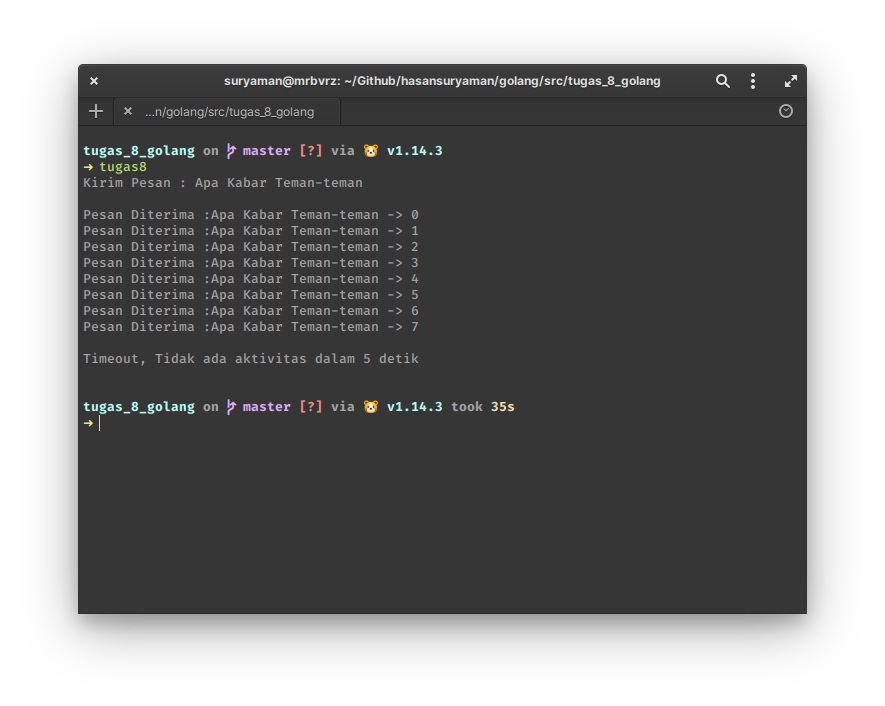 suryaman@mrbvrz: ~/Github/hasansuryaman/golang/src/tugas_8_golang
...n/golang/src/tugas_8_golang
tugas_8_golang on master [?] via 🐹 v1.14.3
➜ tugas8
Kirim Pesan : Apa Kabar Teman-teman
Pesan Diterima :Apa Kabar Teman-teman -> 0
Pesan Diterima :Apa Kabar Teman-teman -> 1
Pesan Diterima :Apa Kabar Teman-teman -> 2
Pesan Diterima :Apa Kabar Teman-teman -> 3
Pesan Diterima :Apa Kabar Teman-teman -> 4
Pesan Diterima :Apa Kabar Teman-teman -> 5
Pesan Diterima :Apa Kabar Teman-teman -> 6
Pesan Diterima :Apa Kabar Teman-teman -> 7
Timeout, Tidak ada aktivitas dalam 5 detik
tugas_8_golang on master [?] via 🐹 v1.14.3 took 35s
➜